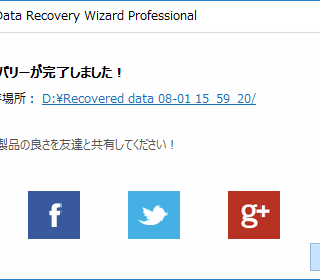 Data Recovery Wizard Professional
バリーが完了しました！
場所： D:¥Recovered data 08-01 15_59_20/
製品の良さを友達と共有してください！
f g+